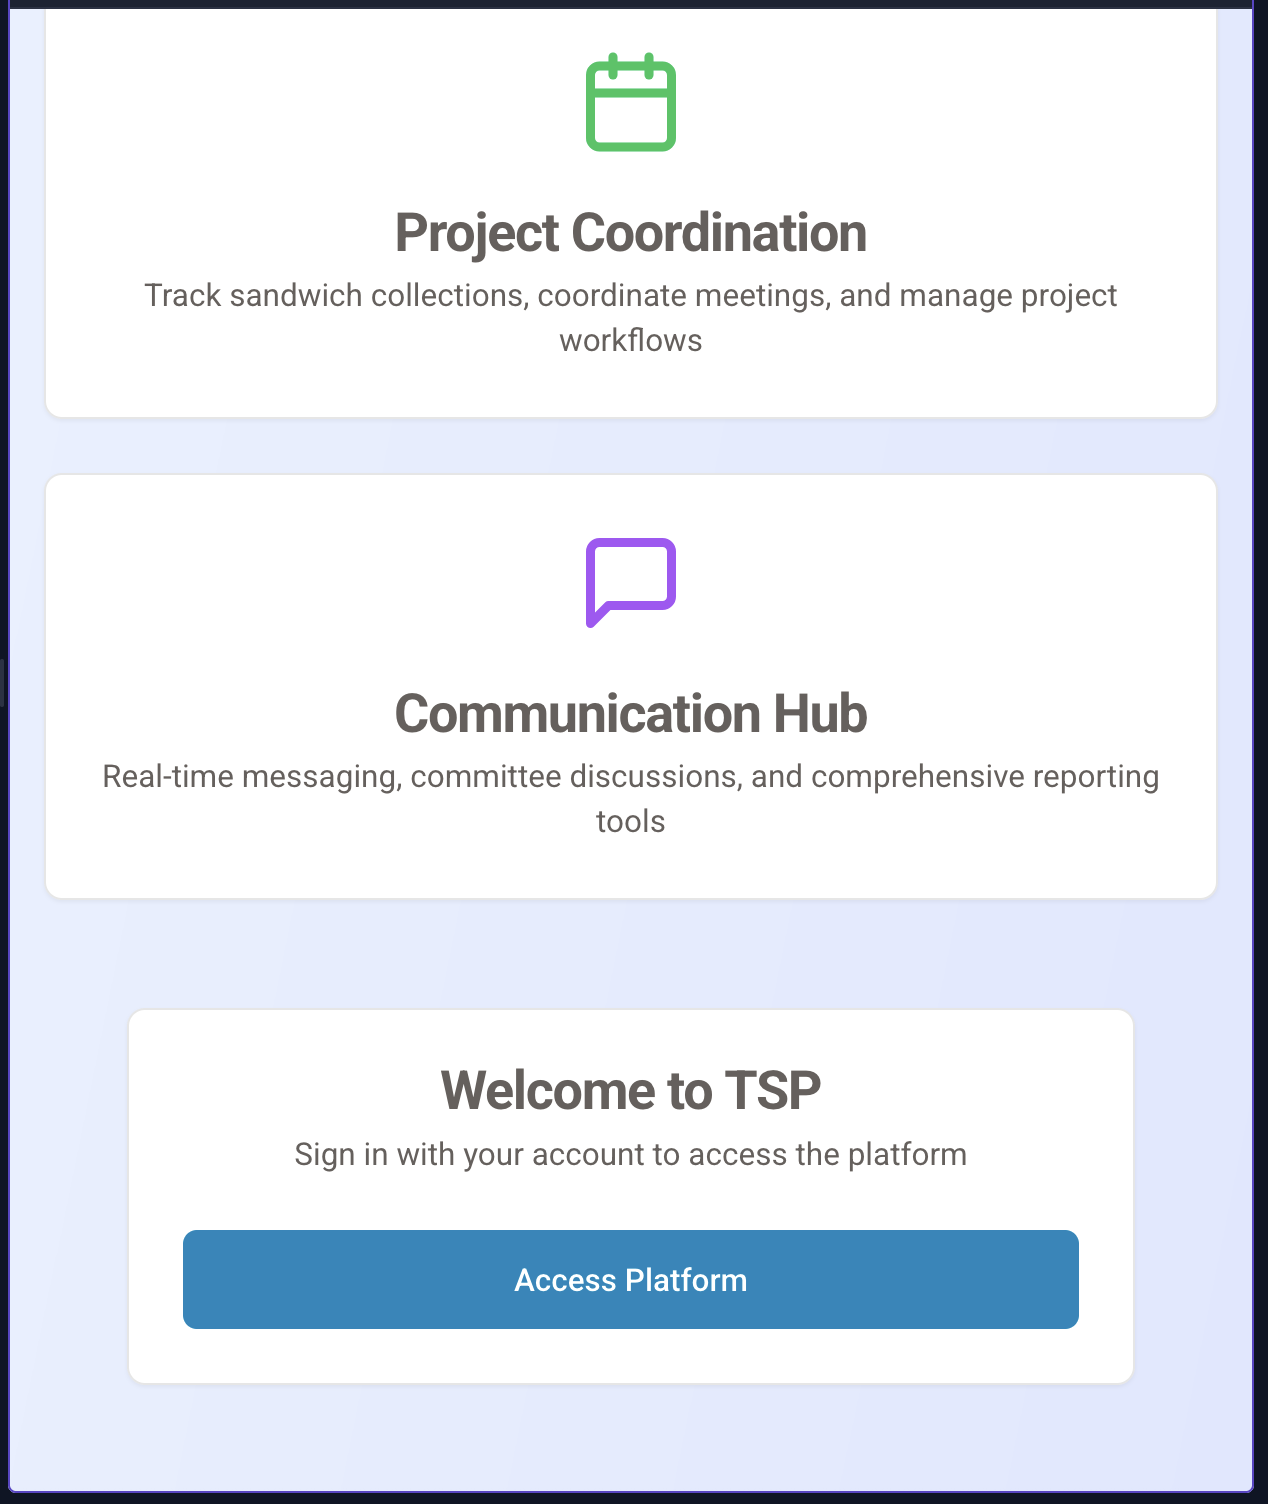 Project Coordination
Track sandwich collections, coordinate meetings, and manage project
workflows
Communication Hub
Real-time messaging, committee discussions, and comprehensive reporting
tools
Welcome to TSP
Sign in with your account to access the platform
Access Platform